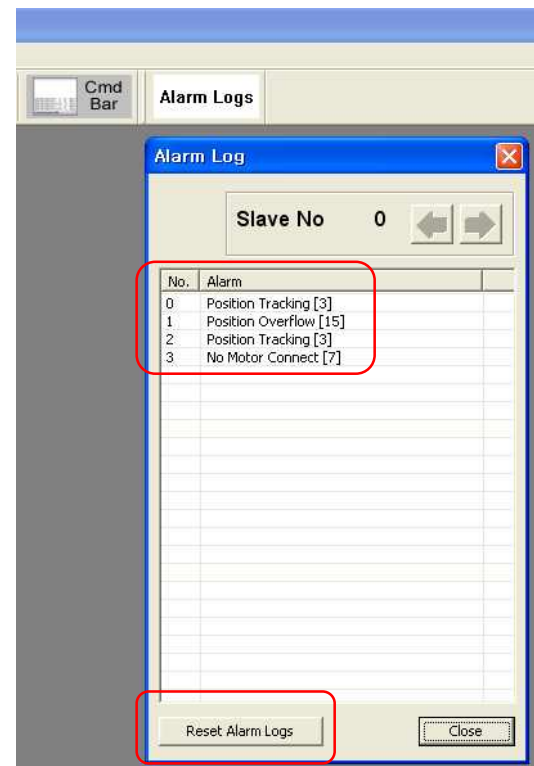 Cmd
Bar
Alarm Logs
Alarm Log
Slave No 0
No. Alarm
0 Position Tracking [3]
1 Position Overflow [15]
2 Position Tracking [3]
3 No Motor Connect [7]
Reset Alarm Logs Close